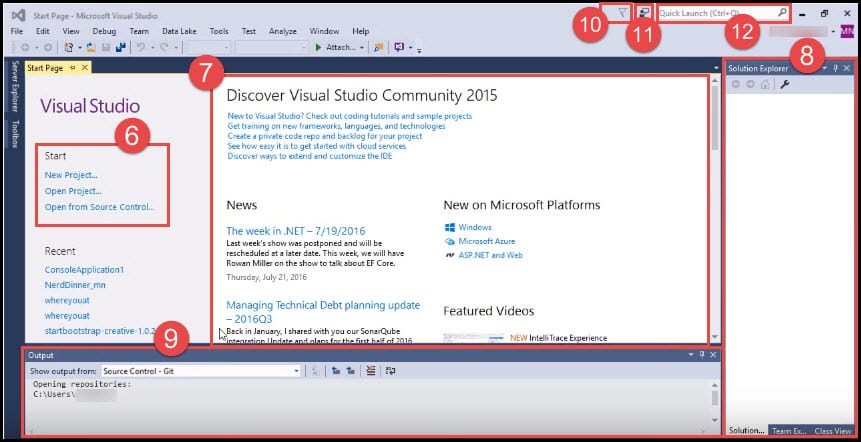 Start Page - Microsoft Visual Studio
10
11
Quick Launch (Ctrl+Q)
12
File Edit View Debug Team Data Lake Tools Test Analyze Window Help
MN
Attach...
8
Server Explorer
Toolbox
Start Page
7
Solution Explorer
Visual Studio
6
Start
New Project...
Open Project...
Open from Source Control...
Recent
ConsoleApplication1
NerdDinner_mn
whereyouat
whereyouat
startbootstrap-creative-1.0.2
Discover Visual Studio Community 2015
New to Visual Studio? Check out coding tutorials and sample projects
Get training on new frameworks, languages, and technologies
Create a private code repo and backlog for your project
See how easy it is to get started with cloud services
Discover ways to extend and customize the IDE
News
The week in .NET – 7/19/2016
Last week's show was postponed and will be
rescheduled at a later date. This week, we will have
Rowan Miller on the show to talk about EF Core.
Thursday, July 21, 2016
Managing Technical Debt planning update
– 2016Q3
Back in January, I shared with you our SonarQube
integration Update and plans for the first half of 2016
New on Microsoft Platforms
Windows
Microsoft Azure
ASP.NET and Web
Featured Videos
NEW IntelliTrace Experience
9
Output
Show output from: Source Control - Git
Opening repositories:
C:\Users\
Solution... Team Ex... Class View